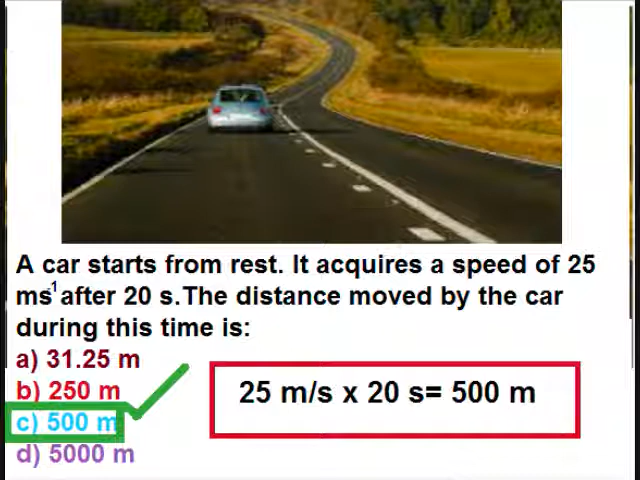 A car starts from rest. It acquires a speed of 25
ms⁻¹ after 20 s.The distance moved by the car
during this time is:
a) 31.25 m
b) 250 m
25 m/s x 20 s= 500 m
c) 500 m
d) 5000 m